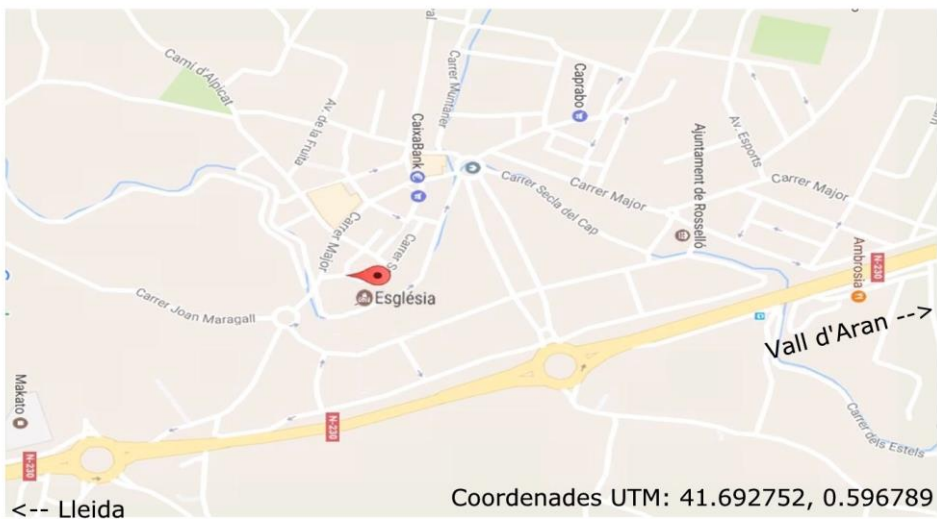 Camí d'Alpicat
Av. de la Fruita
Carrer Muntaner
CaixaBank
Caprabo
Carrer Secla del Cap
Carrer Major
Ajuntament de Rosselló
Av. Esports
Carrer Major
Carrer Major
Carrer S
Església
Carrer Joan Maragall
Ambrosia
N-230
Vall d'Aran -->
Makato
N-230
Carrer dels Estels
N-230
<-- Lleida
Coordenades UTM: 41.692752, 0.596789